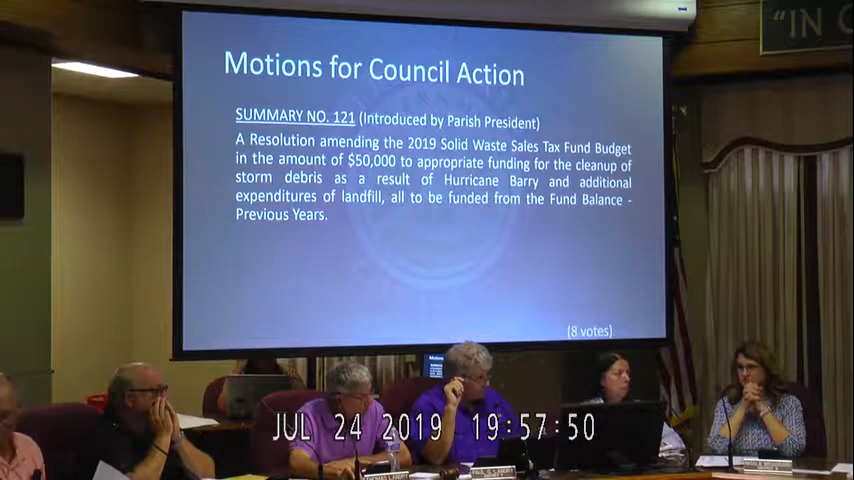 "IN
Motions for Council Action
SUMMARY NO. 121 (Introduced by Parish President)
A Resolution amending the 2019 Solid Waste Sales Tax Fund Budget
in the amount of $50,000 to appropriate funding for the cleanup of
storm debris as a result of Hurricane Barry and additional
expenditures of landfill, all to be funded from the Fund Balance -
Previous Years.
(8 votes)
JUL 24 2019 19:57:50